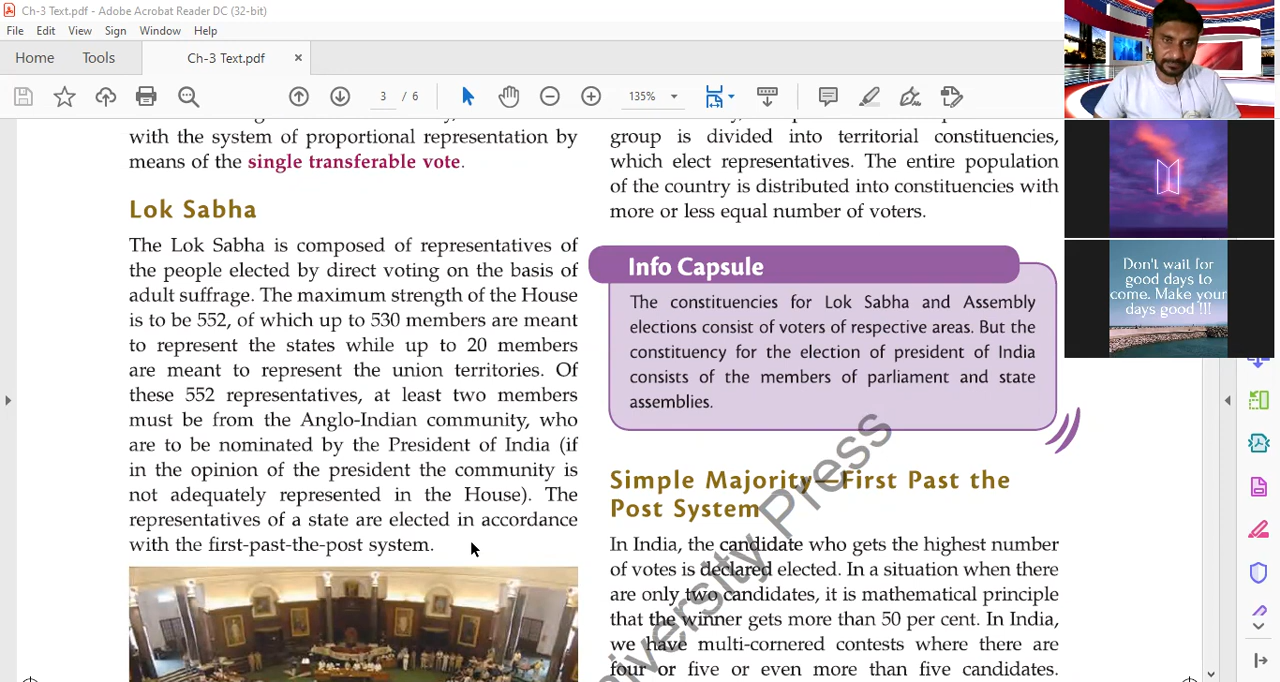 Ch-3 Text.pdf - Adobe Acrobat Reader DC (32-bit)
File Edit View Sign Window Help
Home Tools Ch-3 Text.pdf ×
3 / 6 135%
with the system of proportional representation by
means of the single transferable vote.
Lok Sabha
The Lok Sabha is composed of representatives of
the people elected by direct voting on the basis of
adult suffrage. The maximum strength of the House
is to be 552, of which up to 530 members are meant
to represent the states while up to 20 members
are meant to represent the union territories. Of
these 552 representatives, at least two members
must be from the Anglo-Indian community, who
are to be nominated by the President of India (if
in the opinion of the president the community is
not adequately represented in the House). The
representatives of a state are elected in accordance
with the first-past-the-post system.
group is divided into territorial constituencies,
which elect representatives. The entire population
of the country is distributed into constituencies with
more or less equal number of voters.
Info Capsule
The constituencies for Lok Sabha and Assembly
elections consist of voters of respective areas. But the
constituency for the election of president of India
consists of the members of parliament and state
assemblies.
Simple Majority—First Past the
Post System
In India, the candidate who gets the highest number
of votes is declared elected. In a situation when there
are only two candidates, it is mathematical principle
that the winner gets more than 50 per cent. In India,
we have multi-cornered contests where there are
four or five or even more than five candidates.
Press
Don't wait for
good days to
come. Make your
days good !!!